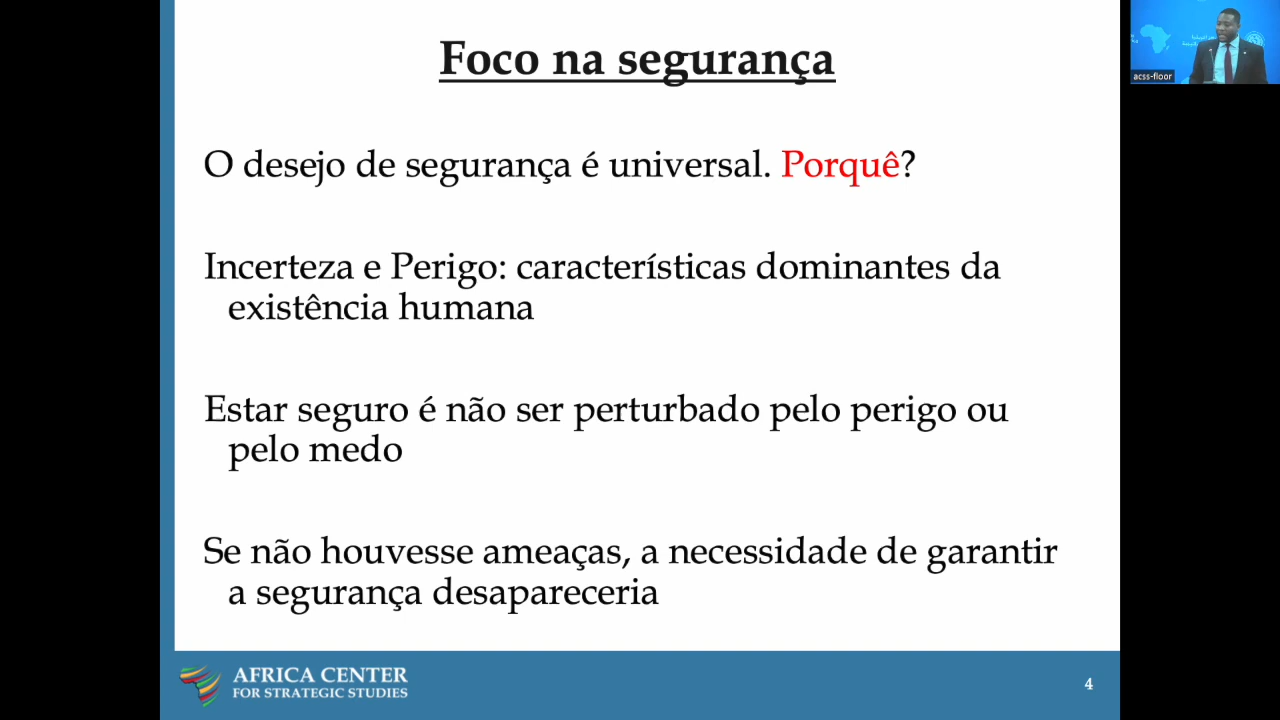 Foco na segurança
O desejo de segurança é universal. Porquê?
Incerteza e Perigo: características dominantes da
existência humana
Estar seguro é não ser perturbado pelo perigo ou
pelo medo
Se não houvesse ameaças, a necessidade de garantir
a segurança desapareceria
AFRICA CENTER
FOR STRATEGIC STUDIES
4
acss-floor